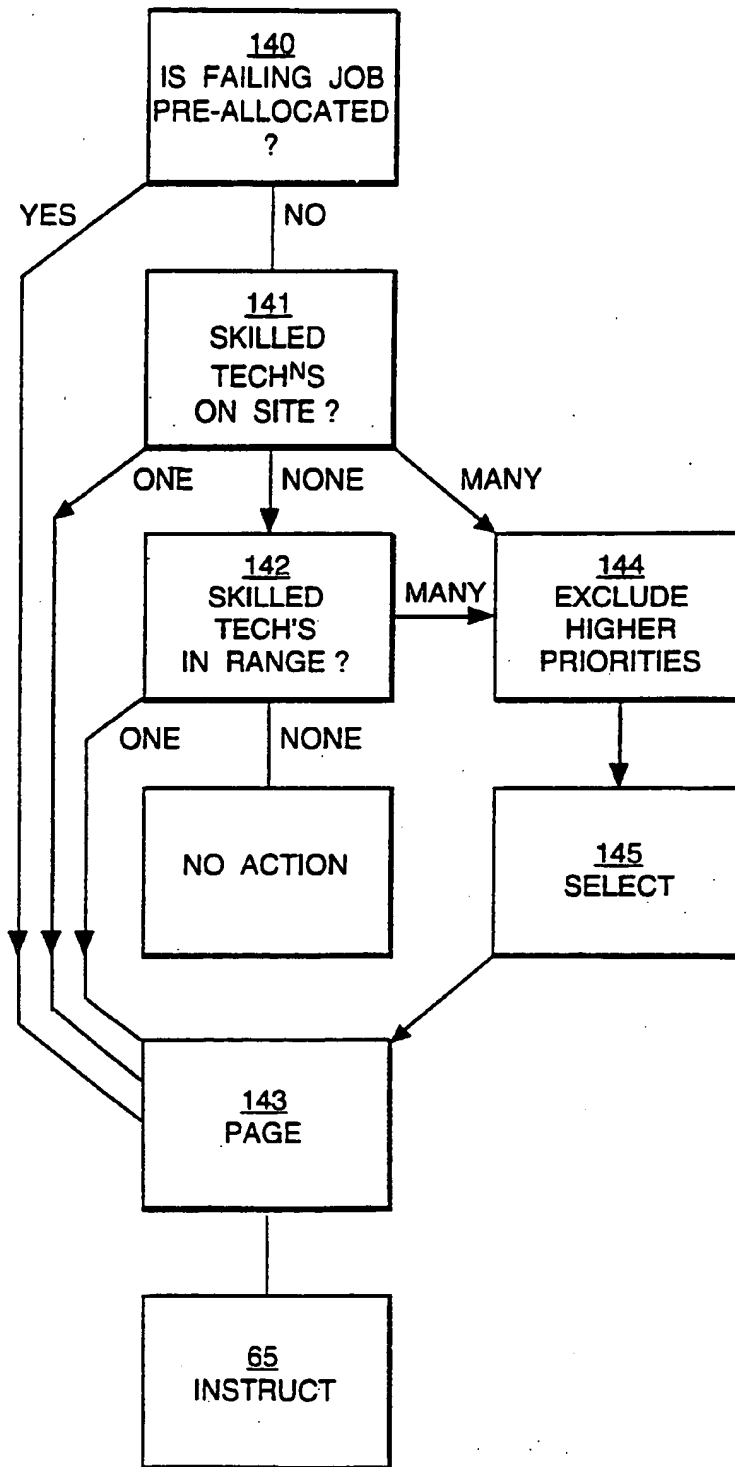 140
IS FAILING JOB
PRE-ALLOCATED
?
YES
NO
141
SKILLED
TECHᴺS
ON SITE ?
ONE
NONE
MANY
142
SKILLED
TECH'S
IN RANGE ?
MANY
144
EXCLUDE
HIGHER
PRIORITIES
ONE
NONE
NO ACTION
145
SELECT
143
PAGE
65
INSTRUCT